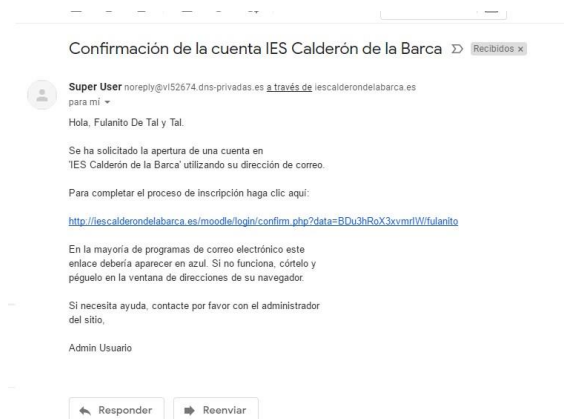 Confirmación de la cuenta IES Calderón de la Barca Recibidos x
Super User noreply@vl52674.dns-privadas.es a través de iescalderondelabarca.es
para mí
Hola, Fulanito De Tal y Tal.
Se ha solicitado la apertura de una cuenta en
'IES Calderón de la Barca' utilizando su dirección de correo.
Para completar el proceso de inscripción haga clic aquí:
http://iescalderondelabarca.es/moodle/login/confirm.php?data=BDu3hRoX3xvmrlW/fulanito
En la mayoría de programas de correo electrónico este
enlace debería aparecer en azul. Si no funciona, córtelo y
péguelo en la ventana de direcciones de su navegador.
Si necesita ayuda, contacte por favor con el administrador
del sitio,
Admin Usuario
Responder Reenviar